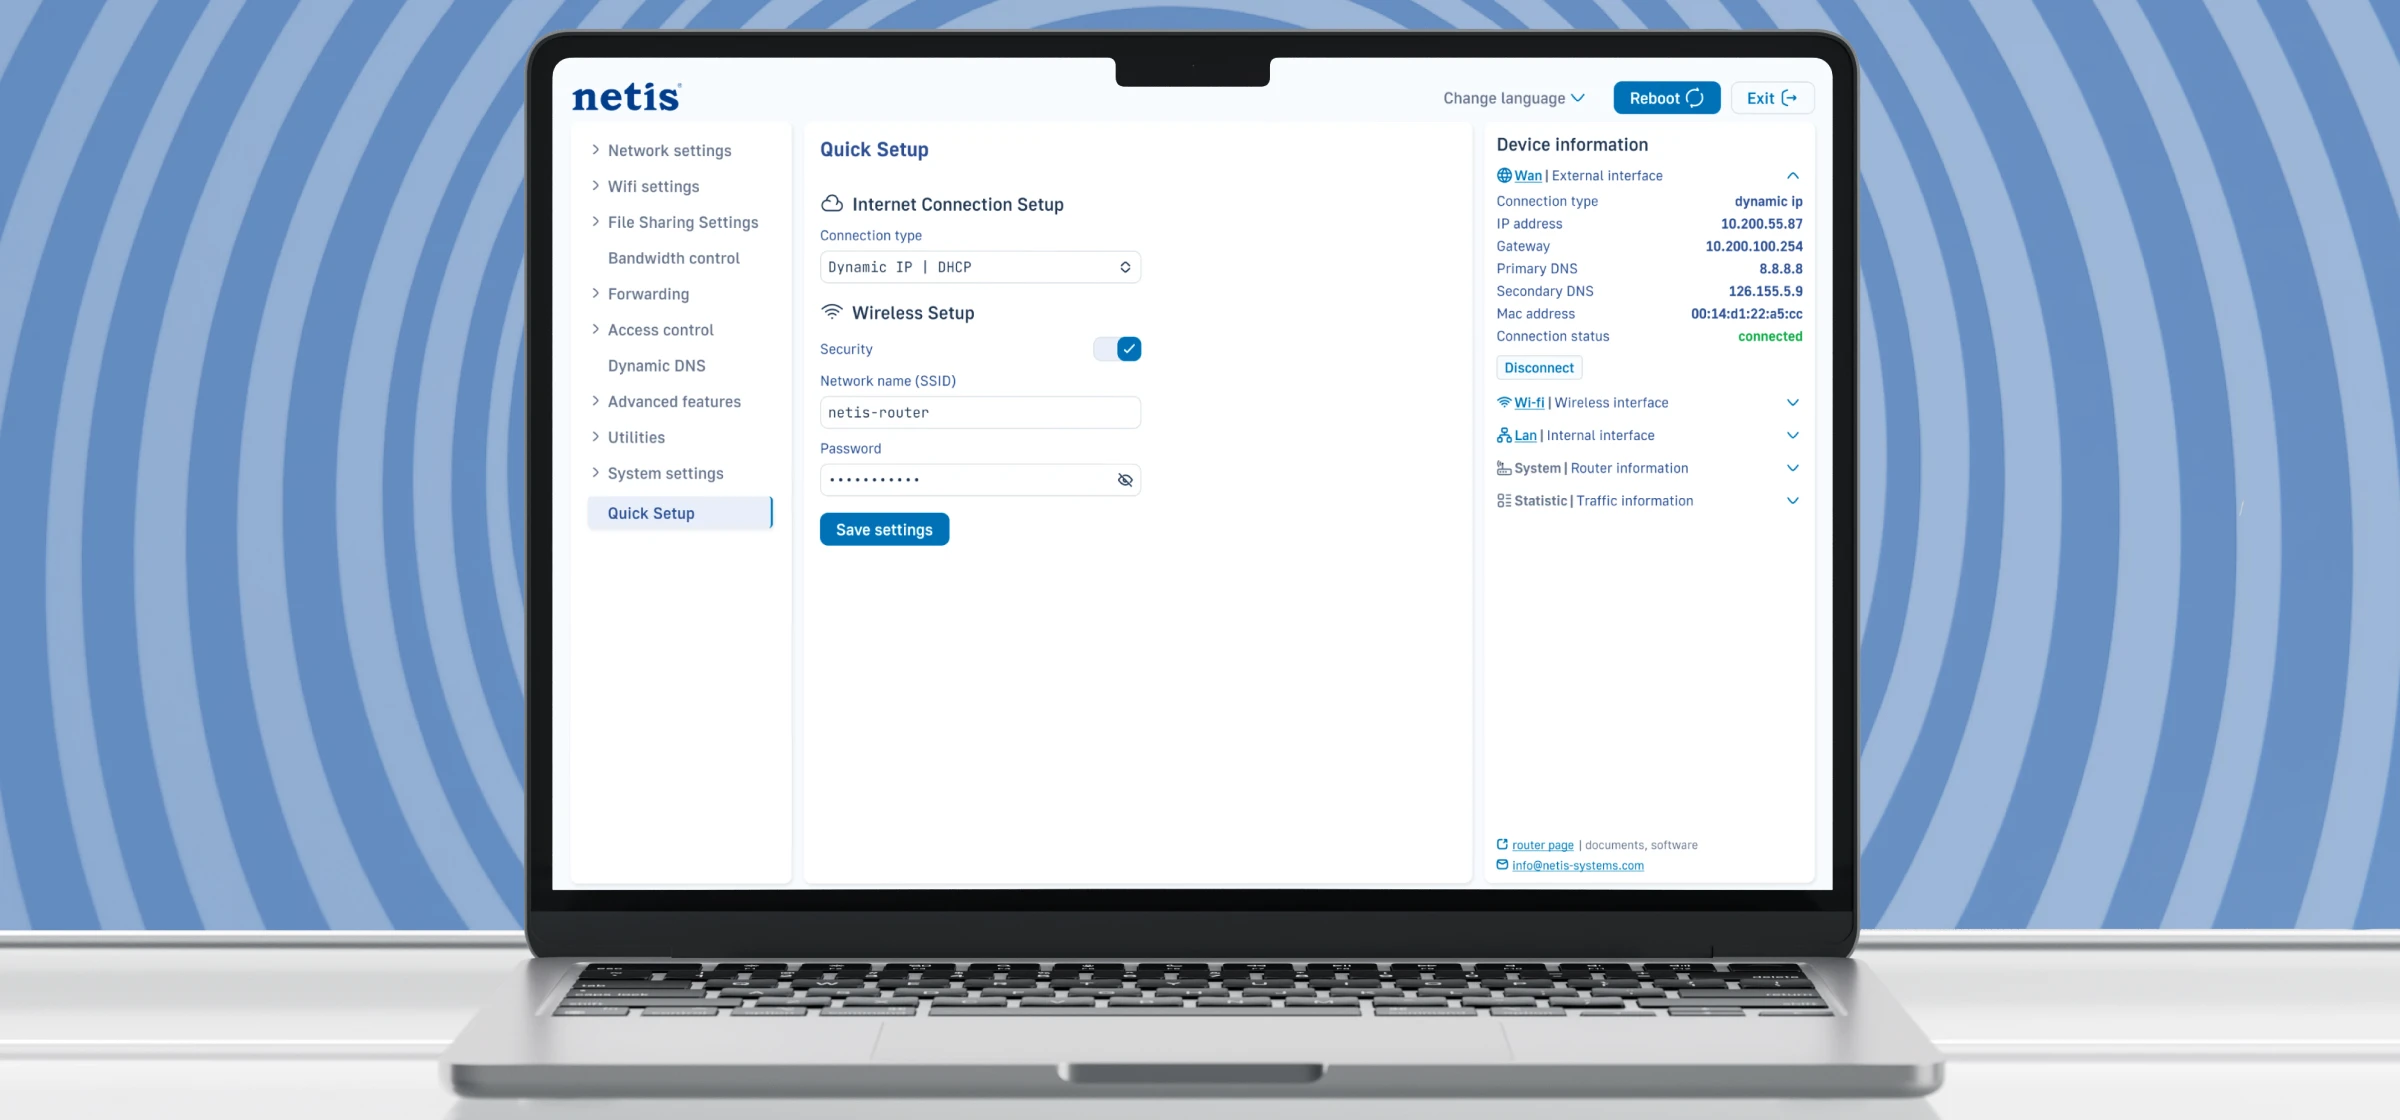 netis
Change language
Reboot
Exit
Network settings
Wifi settings
File Sharing Settings
Bandwidth control
Forwarding
Access control
Dynamic DNS
Advanced features
Utilities
System settings
Quick Setup
Quick Setup
Internet Connection Setup
Connection type
Dynamic IP | DHCP
Wireless Setup
Security
Network name (SSID)
netis-router
Password
•••••••••••
Save settings
Device information
Wan | External interface
Connection type dynamic ip
IP address 10.200.55.87
Gateway 10.200.100.254
Primary DNS 8.8.8.8
Secondary DNS 126.155.5.9
Mac address 00:14:d1:22:a5:cc
Connection status connected
Disconnect
Wi-fi | Wireless interface
Lan | Internal interface
System | Router information
Statistic | Traffic information
router page | documents, software
info@netis-systems.com